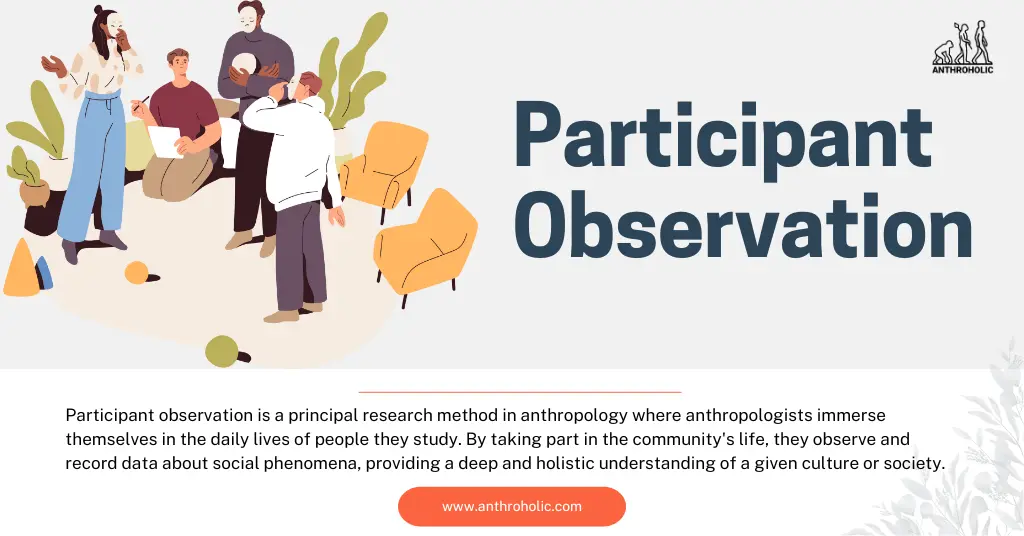 ANTHROHOLIC
Participant
Observation
Participant observation is a principal research method in anthropology where anthropologists immerse
themselves in the daily lives of people they study. By taking part in the community's life, they observe and
record data about social phenomena, providing a deep and holistic understanding of a given culture or society.
www.anthroholic.com